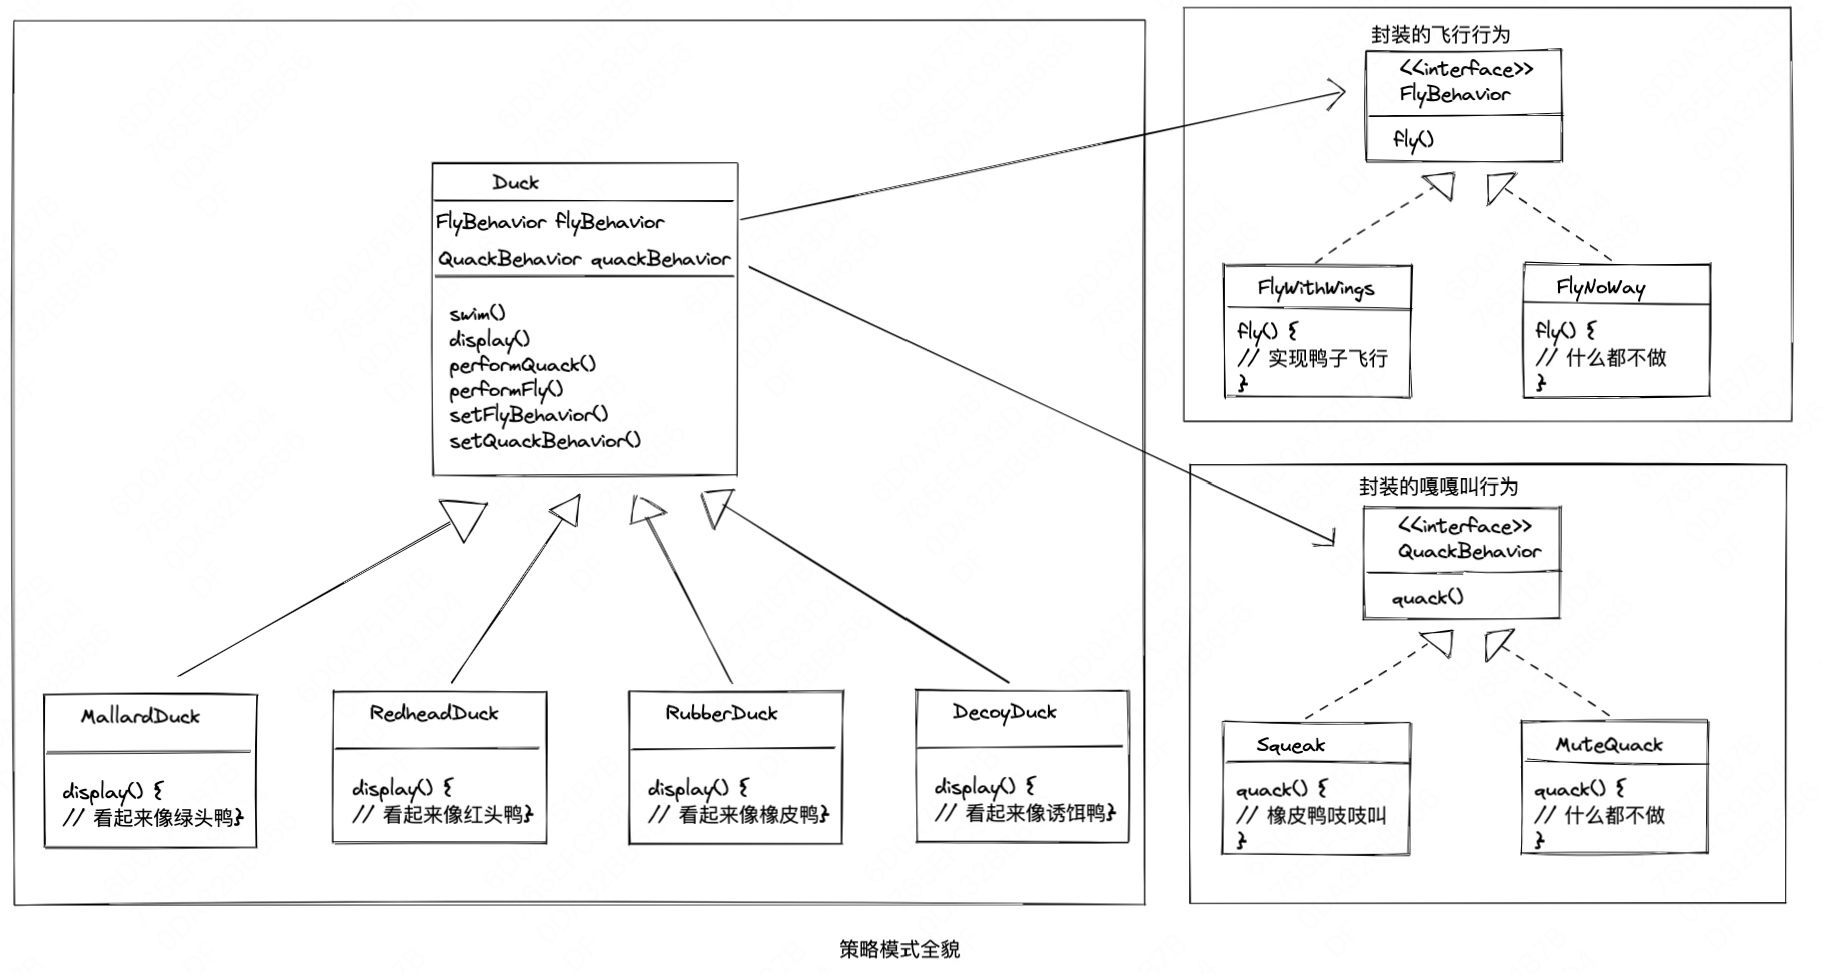 Duck
FlyBehavior flyBehavior
QuackBehavior quackBehavior
swim()
display()
performQuack()
performFly()
setFlyBehavior()
setQuackBehavior()
MallardDuck
display() {
// 看起来像绿头鸭}
RedheadDuck
display() {
// 看起来像红头鸭}
RubberDuck
display() {
// 看起来像橡皮鸭}
DecoyDuck
display() {
// 看起来像诱饵鸭}
封装的飞行行为
<<interface>>
FlyBehavior
fly()
FlyWithWings
fly() {
// 实现鸭子飞行
}
FlyNoWay
fly() {
// 什么都不做
}
封装的嘎嘎叫行为
<<interface>>
QuackBehavior
quack()
Squeak
quack() {
// 橡皮鸭吱吱叫
}
MuteQuack
quack() {
// 什么都不做
}
策略模式全貌